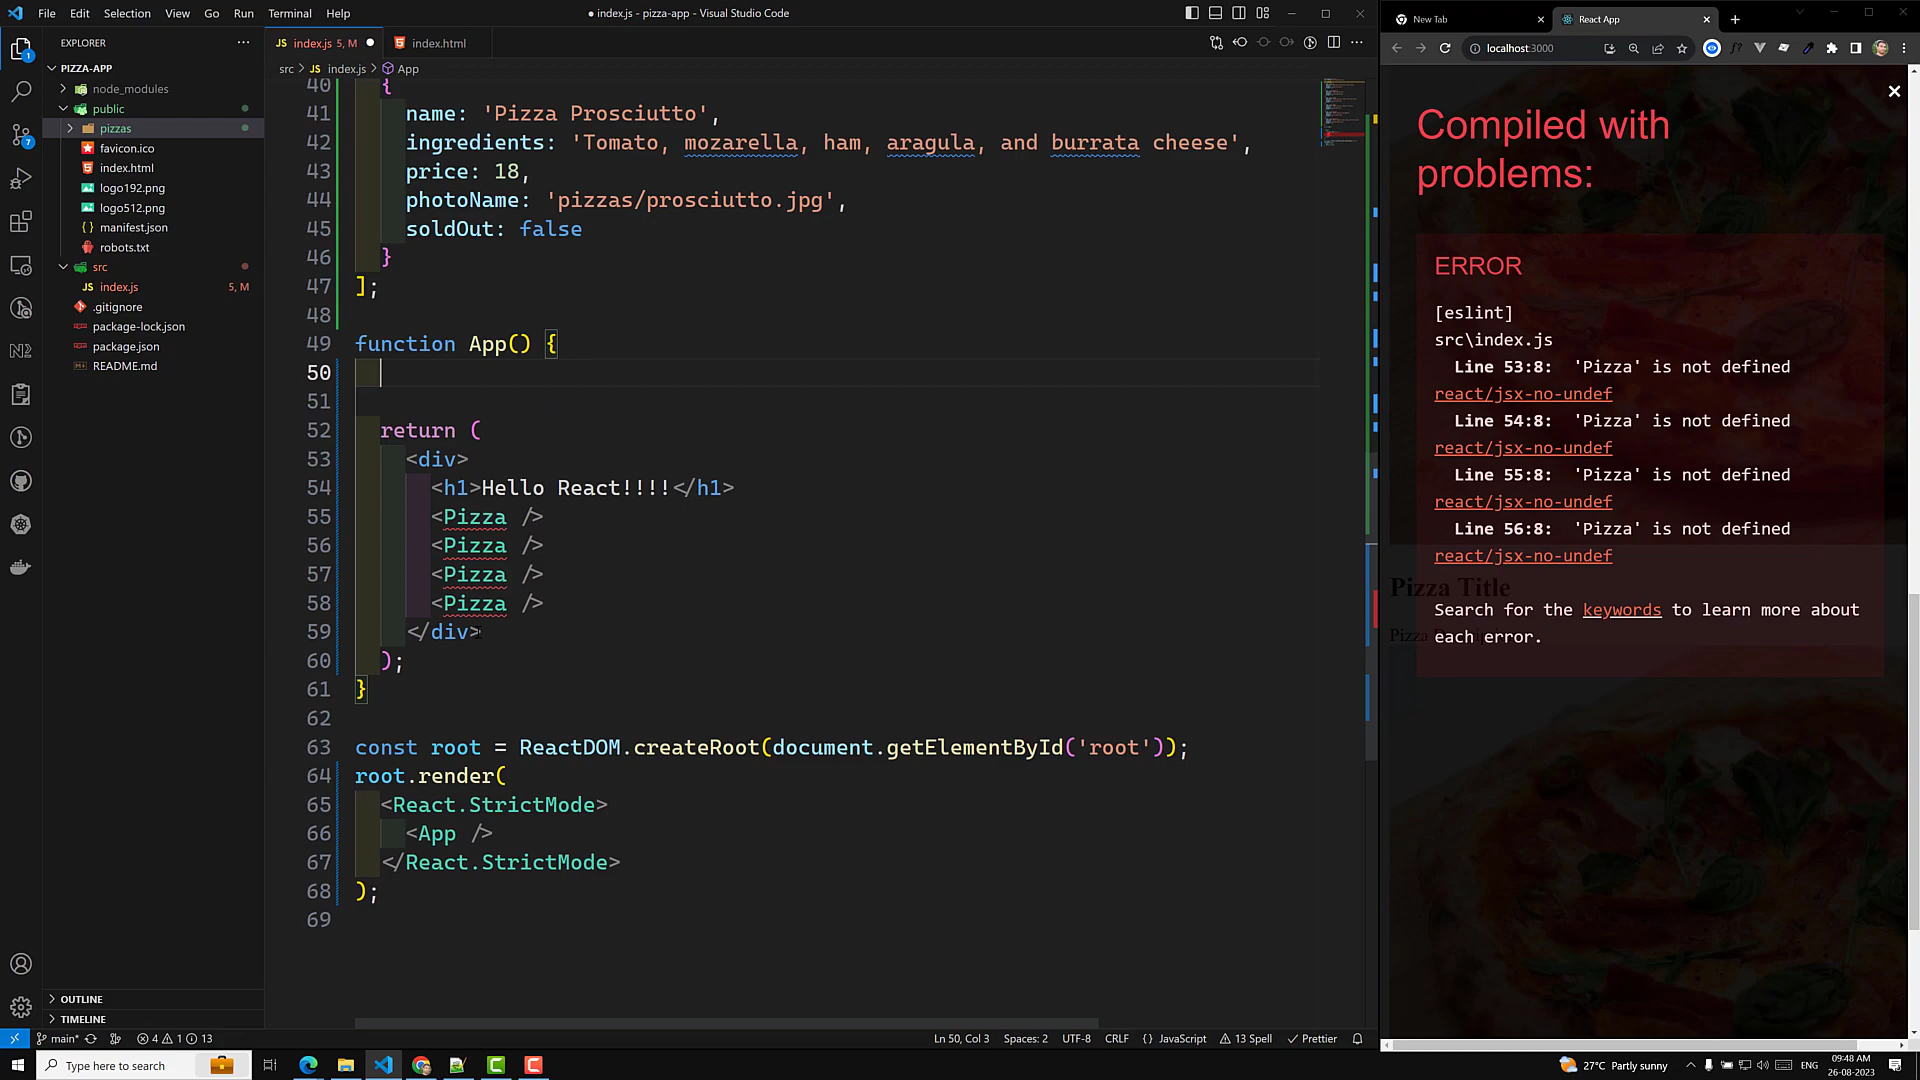 File Edit Selection View Go Run Terminal Help
● index.js - pizza-app - Visual Studio Code
EXPLORER
PIZZA-APP
node_modules
public
pizzas
favicon.ico
index.html
logo192.png
logo512.png
manifest.json
robots.txt
src
index.js 5, M
.gitignore
package-lock.json
package.json
README.md
OUTLINE
TIMELINE
index.js 5, M ●
index.html
src > JS index.js > App
40 {
41 name: 'Pizza Prosciutto',
42 ingredients: 'Tomato, mozarella, ham, aragula, and burrata cheese',
43 price: 18,
44 photoName: 'pizzas/prosciutto.jpg',
45 soldOut: false
46 }
47 ];
48
49 function App() {
50
51
52 return (
53 <div>
54 <h1>Hello React!!!!</h1>
55 <Pizza />
56 <Pizza />
57 <Pizza />
58 <Pizza />
59 </div>
60 );
61 }
62
63 const root = ReactDOM.createRoot(document.getElementById('root'));
64 root.render(
65 <React.StrictMode>
66 <App />
67 </React.StrictMode>
68 );
69
New Tab
React App
localhost:3000
Compiled with
problems:
ERROR
[eslint]
src\index.js
Line 53:8: 'Pizza' is not defined
react/jsx-no-undef
Line 54:8: 'Pizza' is not defined
react/jsx-no-undef
Line 55:8: 'Pizza' is not defined
react/jsx-no-undef
Line 56:8: 'Pizza' is not defined
react/jsx-no-undef
Pizza Title
Search for the keywords to learn more about
each error.
main* 4 1 13
Ln 50, Col 3 Spaces: 2 UTF-8 CRLF {} JavaScript 13 Spell Prettier
Type here to search
27°C Partly sunny
ENG
09:48 AM
26-08-2023